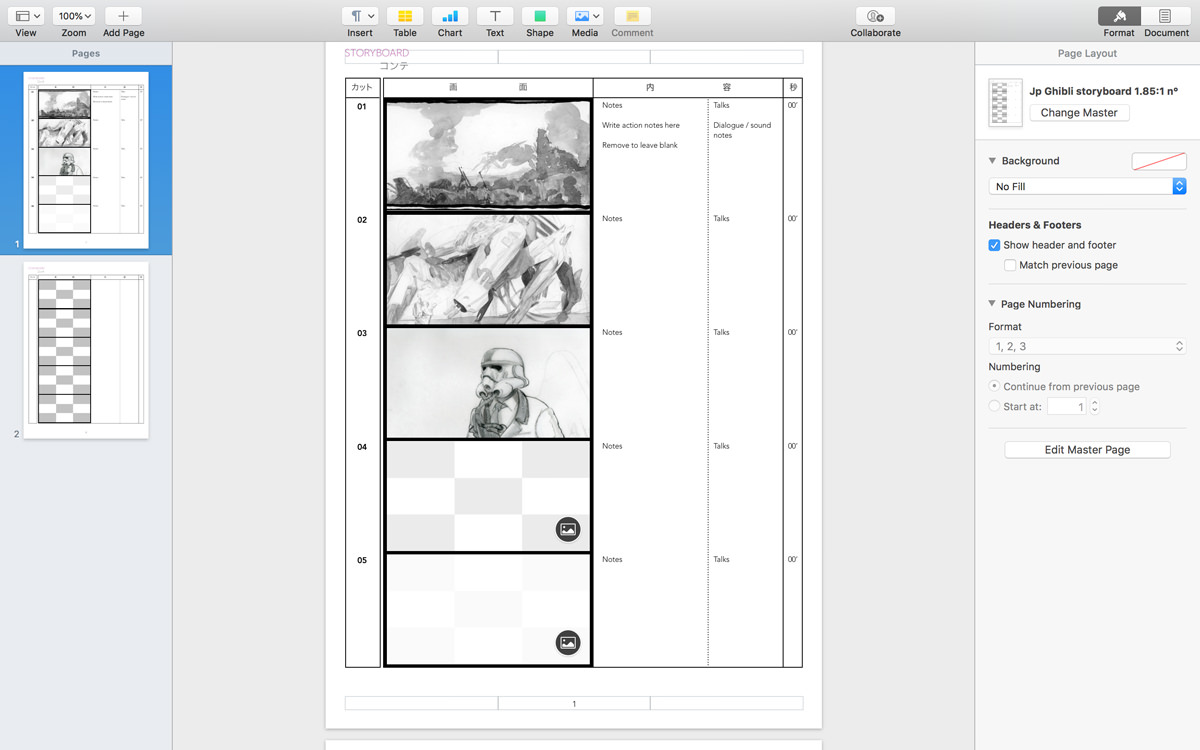 View
100%
Zoom
Add Page
Insert
Table
Chart
T
Text
Shape
Media
Comment
Collaborate
Format
Document
Pages
1
2
STORYBOARD
コンテ
カット
画 面
内 容
秒
01
Notes
Talks
00'
Write action notes here
Dialogue / sound
notes
Remove to leave blank
02
Notes
Talks
00'
03
Notes
Talks
00'
04
Notes
Talks
00'
05
Notes
Talks
00'
1
Page Layout
Jp Ghibli storyboard 1.85:1 nº
Change Master
Background
No Fill
Headers & Footers
Show header and footer
Match previous page
Page Numbering
Format
1, 2, 3
Numbering
Continue from previous page
Start at:
1
Edit Master Page